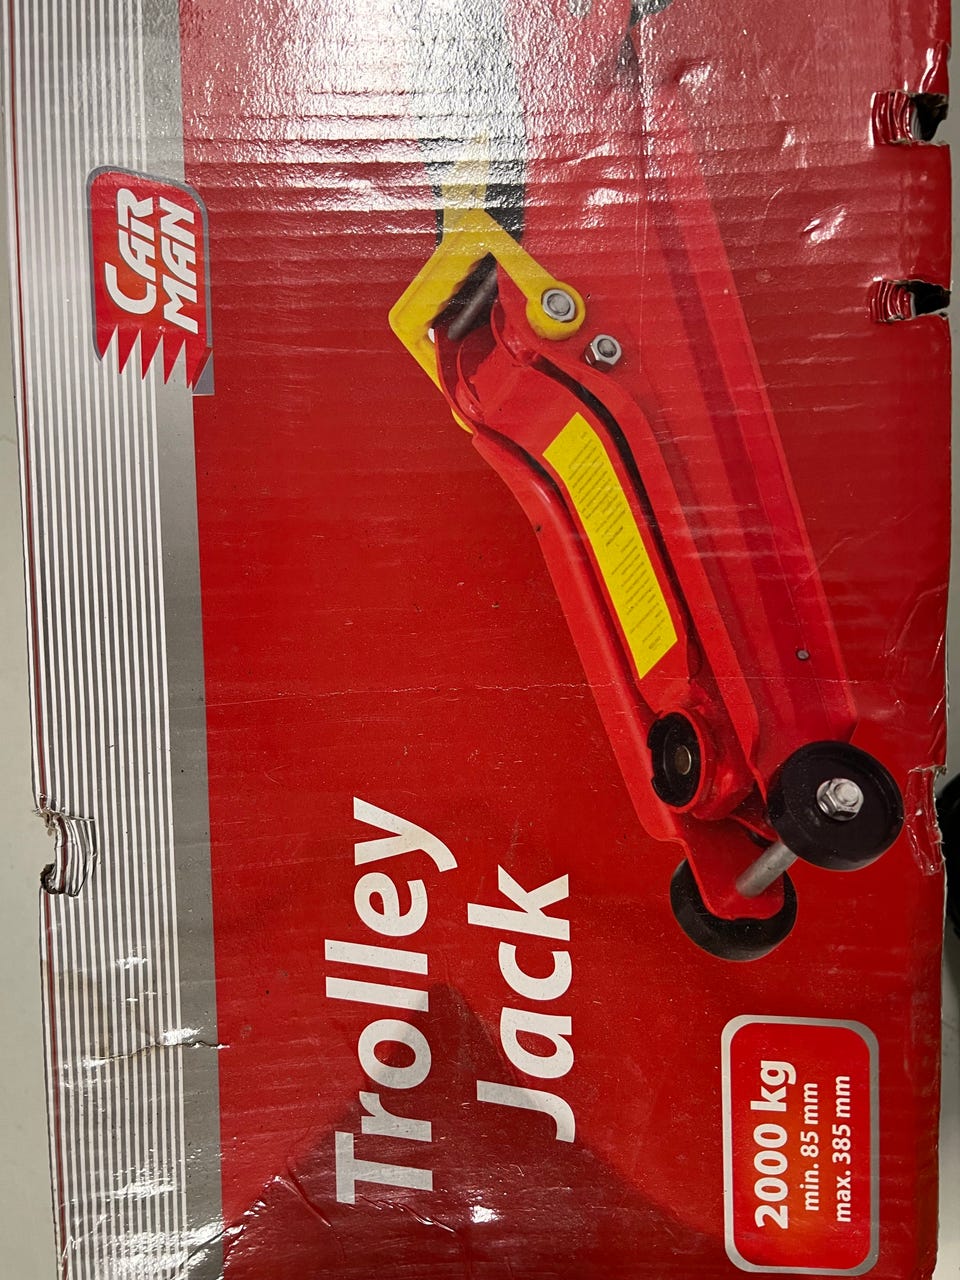 CAR
MAN
Trolley
Jack
2000 kg
min. 85 mm
max. 385 mm